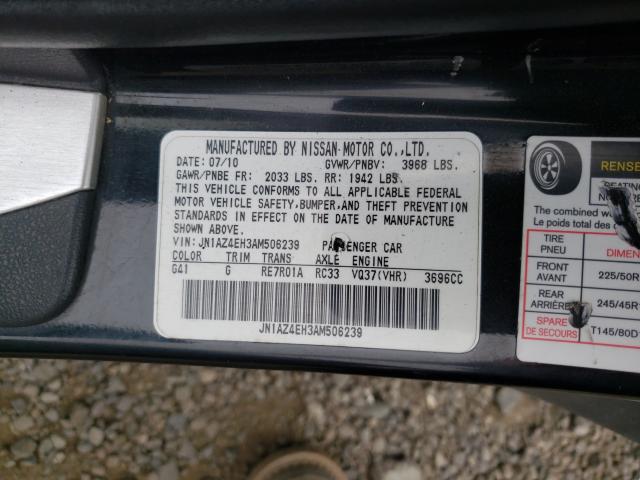 MANUFACTURED BY NISSAN MOTOR CO.,LTD.
DATE: 07/10 GVWR/PNBV: 3968 LBS.
GAWR/PNBE FR: 2033 LBS. RR: 1942 LBS.
THIS VEHICLE CONFORMS TO ALL APPLICABLE FEDERAL
MOTOR VEHICLE SAFETY,BUMPER,AND THEFT PREVENTION
STANDARDS IN EFFECT ON THE DATE OF MANUFACTURE
SHOWN ABOVE.
VIN: JN1AZ4EH3AM506239 PASSENGER CAR
COLOR TRIM TRANS AXLE ENGINE
G41 G RE7R01A RC33 VQ37(VHR) 3696CC
JN1AZ4EH3AM506239
The combined
Le poids total des
TIRE
PNEU
FRONT
AVANT
225/50R
REAR
ARRIÈRE
245/45R
SPARE
DE SECOURS
T145/80D